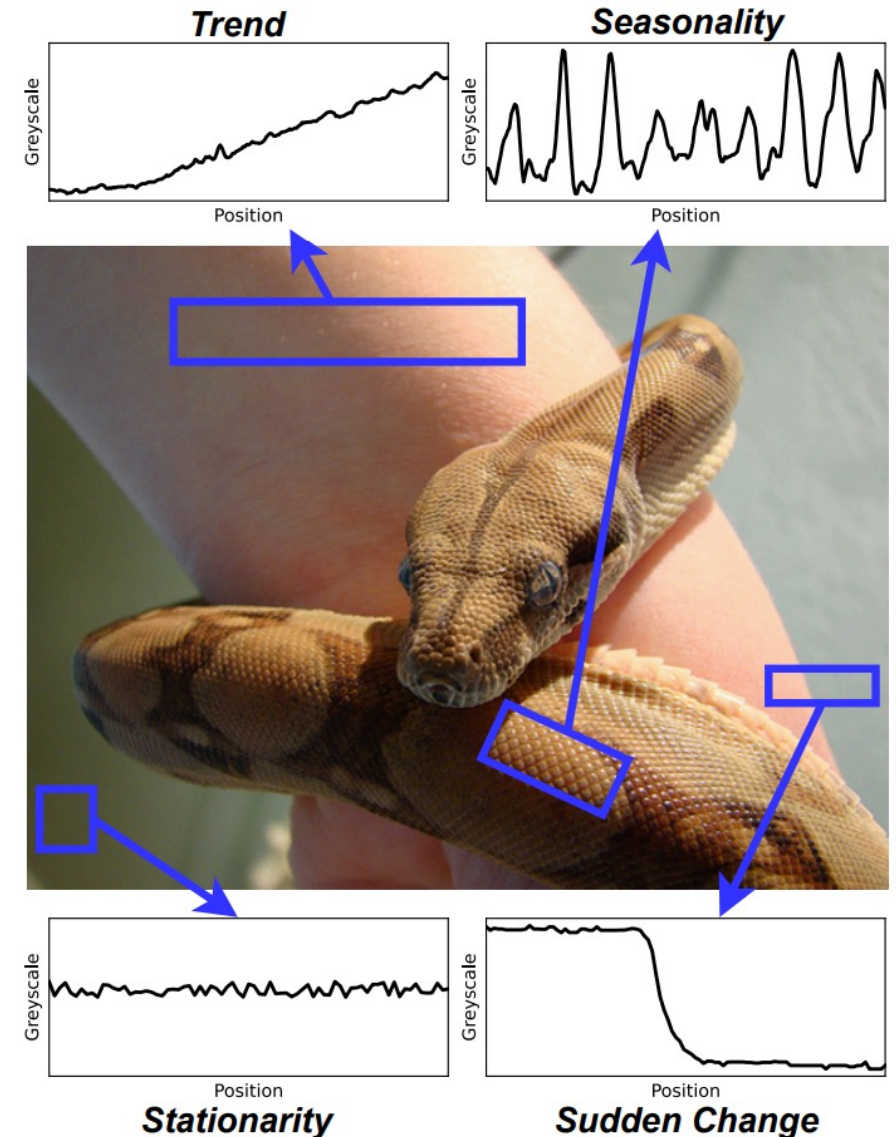 Trend
Seasonality
Greyscale
Greyscale
Position
Position
Greyscale
Greyscale
Position
Position
Stationarity
Sudden Change